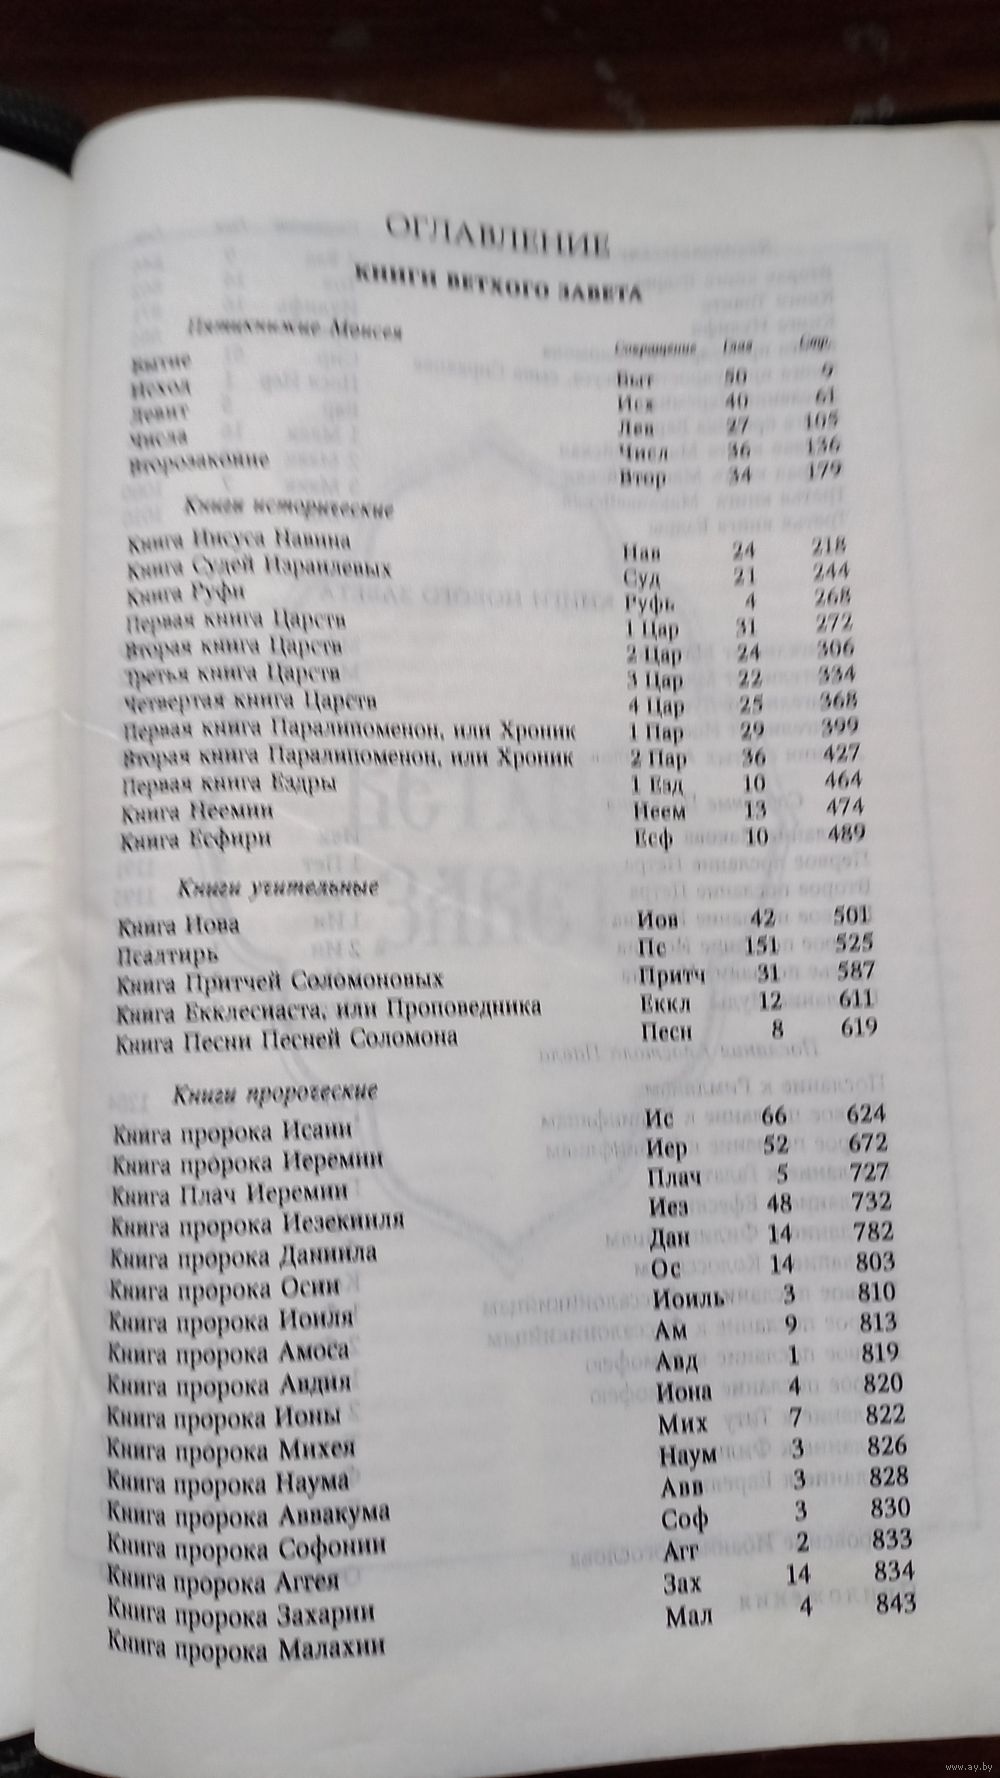 ОГЛАВЛЕНИЕ
КНИГИ ВЕТХОГО ЗАВЕТА
Пятикнижие Моисея Сокращение Глав Стр.
Бытие Быт 50 9
Исход Исх 40 61
Левит Лев 27 105
Числа Числ 36 136
Второзаконие Втор 34 179
Книги исторические
Книга Иисуса Навина Нав 24 218
Книга Судей Израилевых Суд 21 244
Книга Руфи Руфь 4 268
Первая книга Царств 1 Цар 31 272
Вторая книга Царств 2 Цар 24 306
Третья книга Царств 3 Цар 22 334
Четвертая книга Царств 4 Цар 25 368
Первая книга Паралипоменон, или Хроник 1 Пар 29 399
Вторая книга Паралипоменон, или Хроник 2 Пар 36 427
Первая книга Ездры 1 Езд 10 464
Книга Неемии Неем 13 474
Книга Есфири Есф 10 489
Книги учительные
Книга Иова Иов 42 501
Псалтирь Пс 151 525
Книга Притчей Соломоновых Притч 31 587
Книга Екклесиаста, или Проповедника Еккл 12 611
Книга Песни Песней Соломона Песн 8 619
Книги пророческие
Книга пророка Исаии Ис 66 624
Книга пророка Иеремии Иер 52 672
Книга Плач Иеремии Плач 5 727
Книга пророка Иезекииля Иез 48 732
Книга пророка Даниила Дан 14 782
Книга пророка Осии Ос 14 803
Книга пророка Иоиля Иоиль 3 810
Книга пророка Амоса Ам 9 813
Книга пророка Авдия Авд 1 819
Книга пророка Ионы Иона 4 820
Книга пророка Михея Мих 7 822
Книга пророка Наума Наум 3 826
Книга пророка Аввакума Авв 3 828
Книга пророка Софонии Соф 3 830
Книга пророка Аггея Агг 2 833
Книга пророка Захарии Зах 14 834
Книга пророка Малахии Мал 4 843
www.ay.by